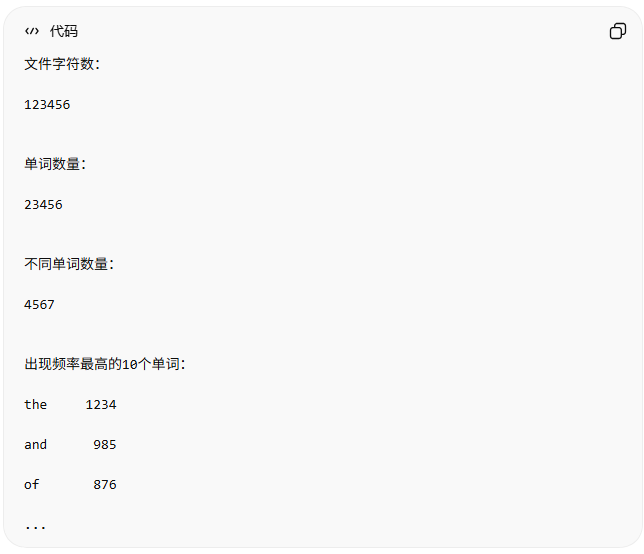 代码
文件字符数：
123456
单词数量：
23456
不同单词数量：
4567
出现频率最高的10个单词：
the     1234
and      985
of       876
...